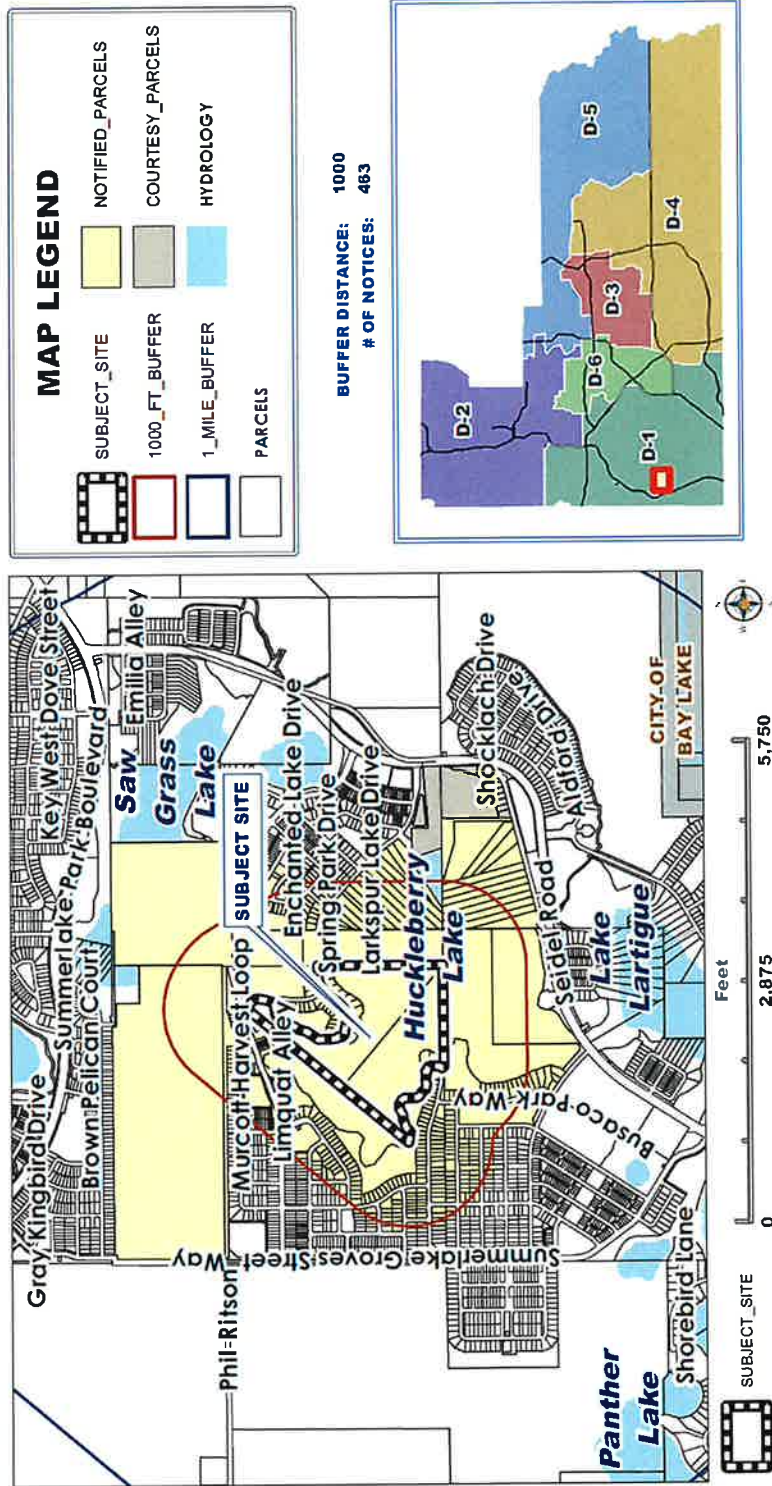 MAP LEGEND
SUBJECT_SITE
1000_FT_BUFFER
1_MILE_BUFFER
PARCELS
NOTIFIED_PARCELS
COURTESY_PARCELS
HYDROLOGY
BUFFER DISTANCE: 1000
# OF NOTICES: 463
D-2
D-5
D-3
D-6
D-4
D-1
Gray Kingbird Drive
Summerlake Park Boulevard
Key West Dove Street
Brown Pelican Court
Emilia Alley
Saw
Grass
Lake
Phil Ritson
Way
Murcott Harvest Loop
Limquat Alley
SUBJECT SITE
Enchanted Lake Drive
Spring Park Drive
Larkspur Lake Drive
Huckleberry
Lake
Summerlake Groves Street
Shocklach Drive
Seidel Road
Aldford Drive
Busaco Park Way
Lake
Lartigue
CITY OF
BAY LAKE
Panther
Lake
Shorebird Lane
Feet
0
2,875
5,750
SUBJECT_SITE